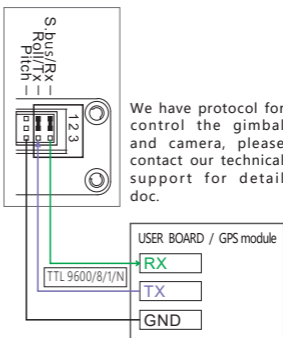 S.bus/Rx
Roll/Tx
Pitch
1 2 3
We have protocol for
control the gimbal
and camera, please
contact our technical
support for detail
doc.
USER BOARD / GPS module
RX
TTL 9600/8/1/N
TX
GND